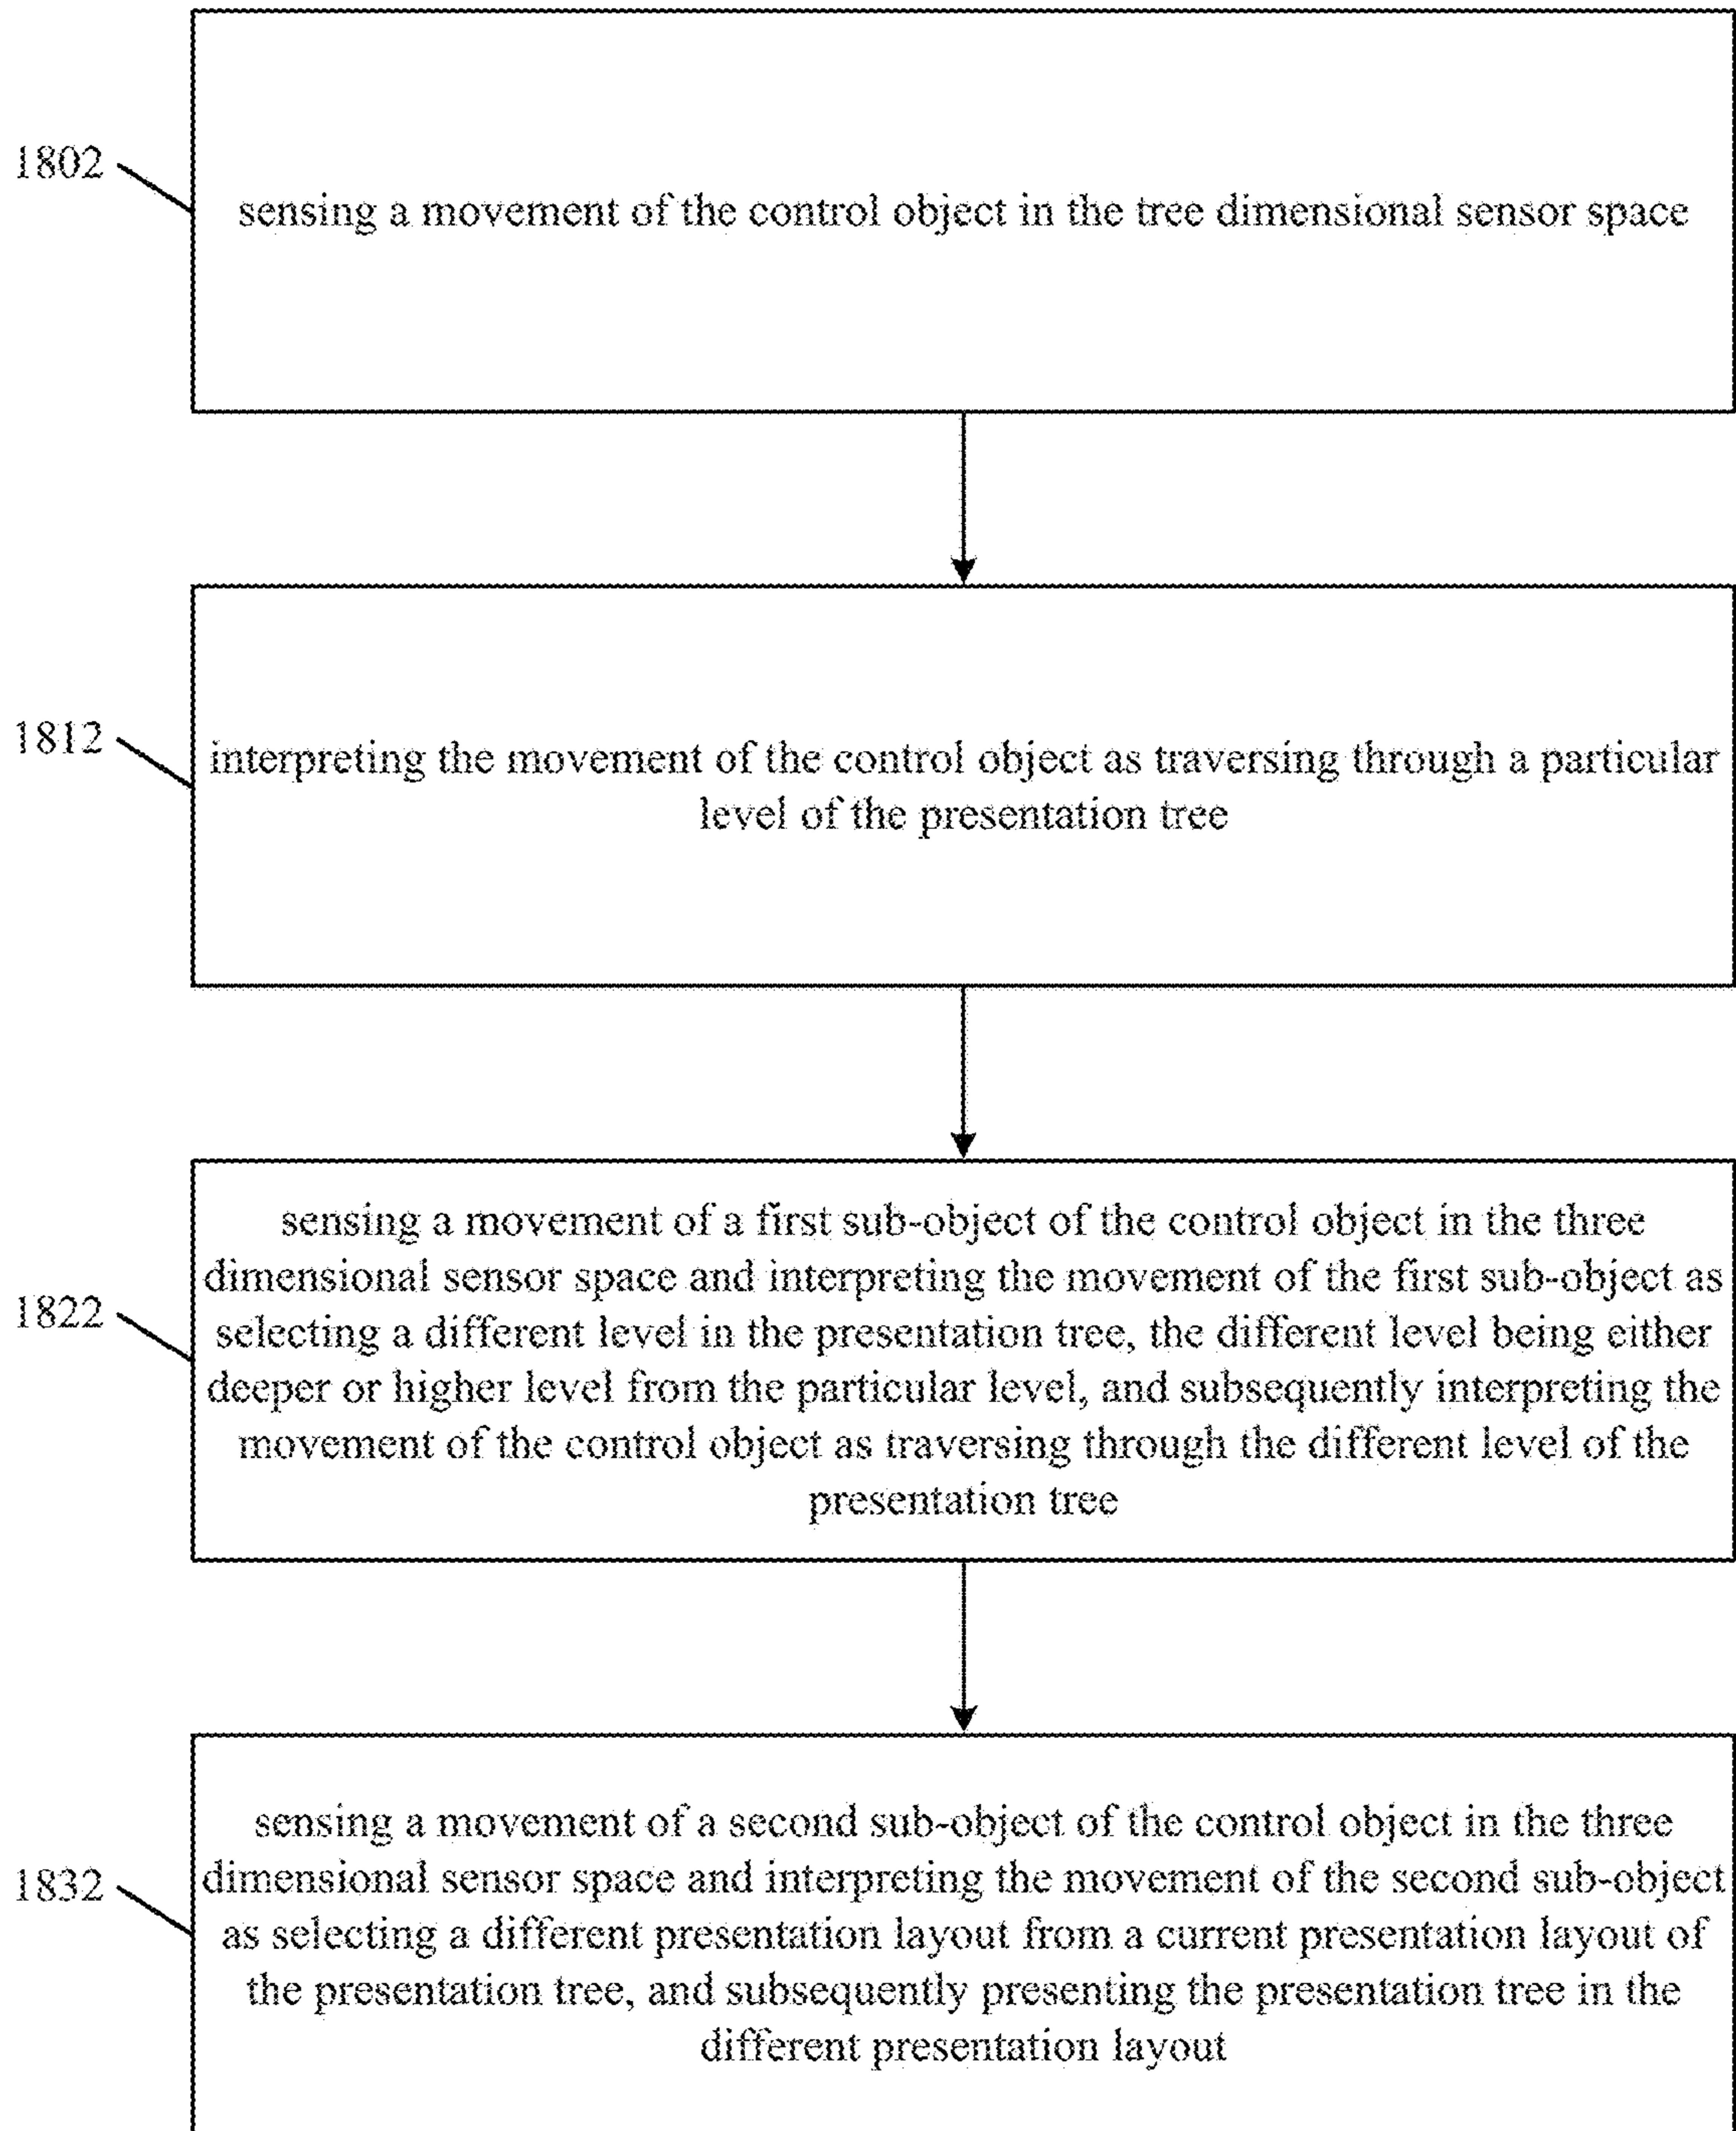 1802
sensing a movement of the control object in the tree dimensional sensor space
1812
interpreting the movement of the control object as traversing through a particular
level of the presentation tree
sensing a movement of a first sub-object of the control object in the three
dimensional sensor space and interpreting the movement of the first sub-object as
1822
selecting a different level in the presentation tree, the different level being either
deeper or higher level from the particular level, and subsequently interpreting the
movement of the control object as traversing through the different level of the
presentation tree
sensing a movement of a second sub-object of the control object in the three
dimensional sensor space and interpreting the movement of the second sub-object
1832
as selecting a different presentation layout from a current presentation layout of
the presentation tree, and subsequently presenting the presentation tree in the
different presentation layout